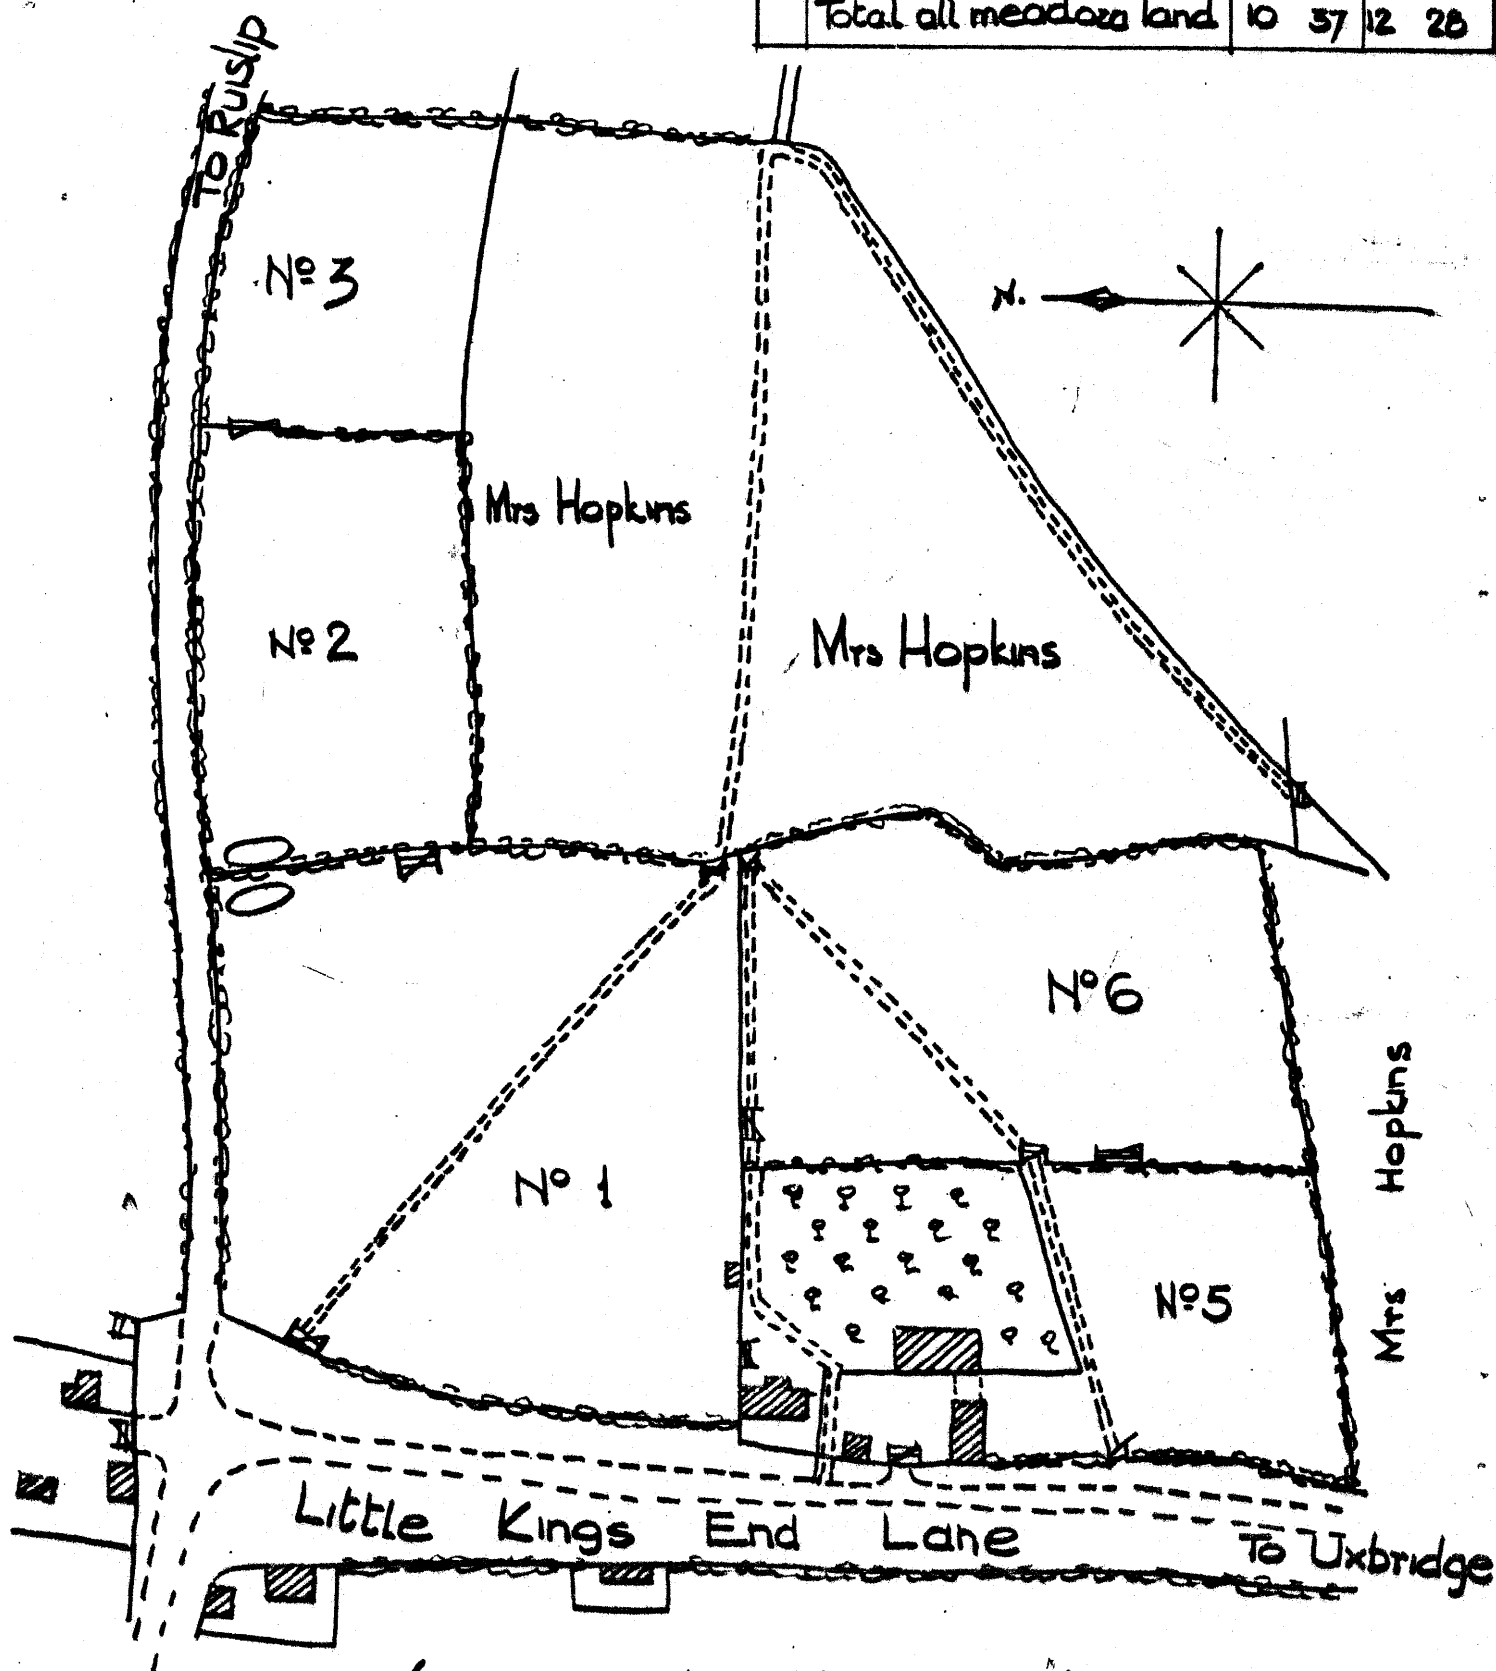 Total all meadow land 10 37 12 28
To Ruislip
Nº 3
N.
Mrs Hopkins
Nº 2
Mrs Hopkins
Nº 6
Mrs Hopkins
Nº 1
Nº 5
Little Kings End Lane
To Uxbridge